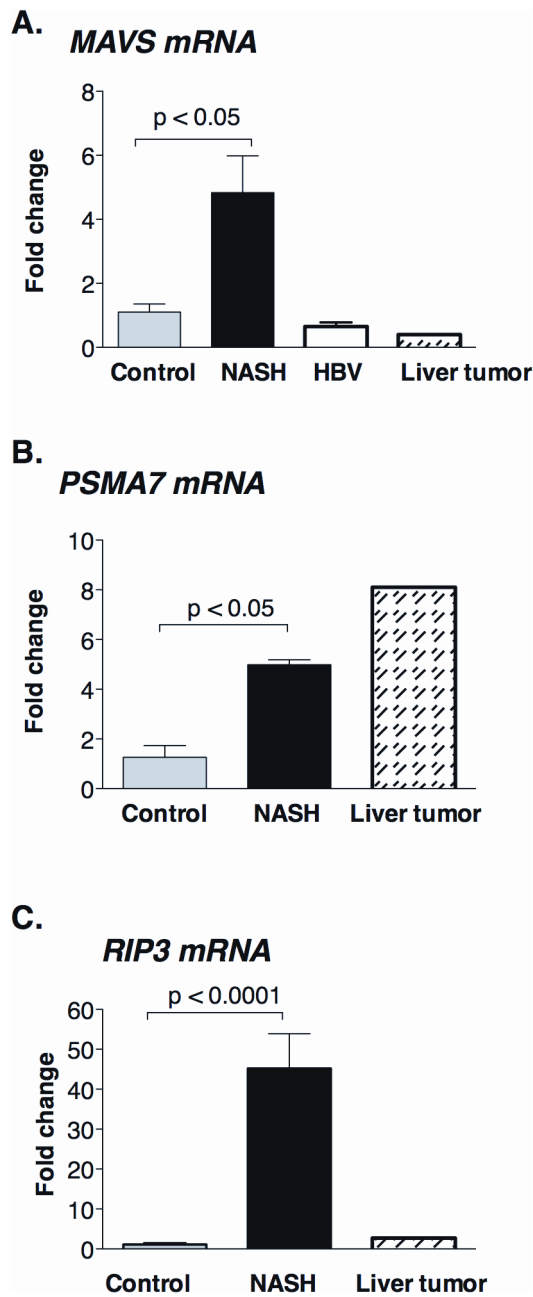 A.
MAVS mRNA
Fold change
8
6
4
2
0
p < 0.05
Control NASH HBV Liver tumor
B.
PSMA7 mRNA
Fold change
10
8
6
4
2
0
p < 0.05
Control NASH Liver tumor
C.
RIP3 mRNA
Fold change
60
50
40
30
20
10
0
p < 0.0001
Control NASH Liver tumor